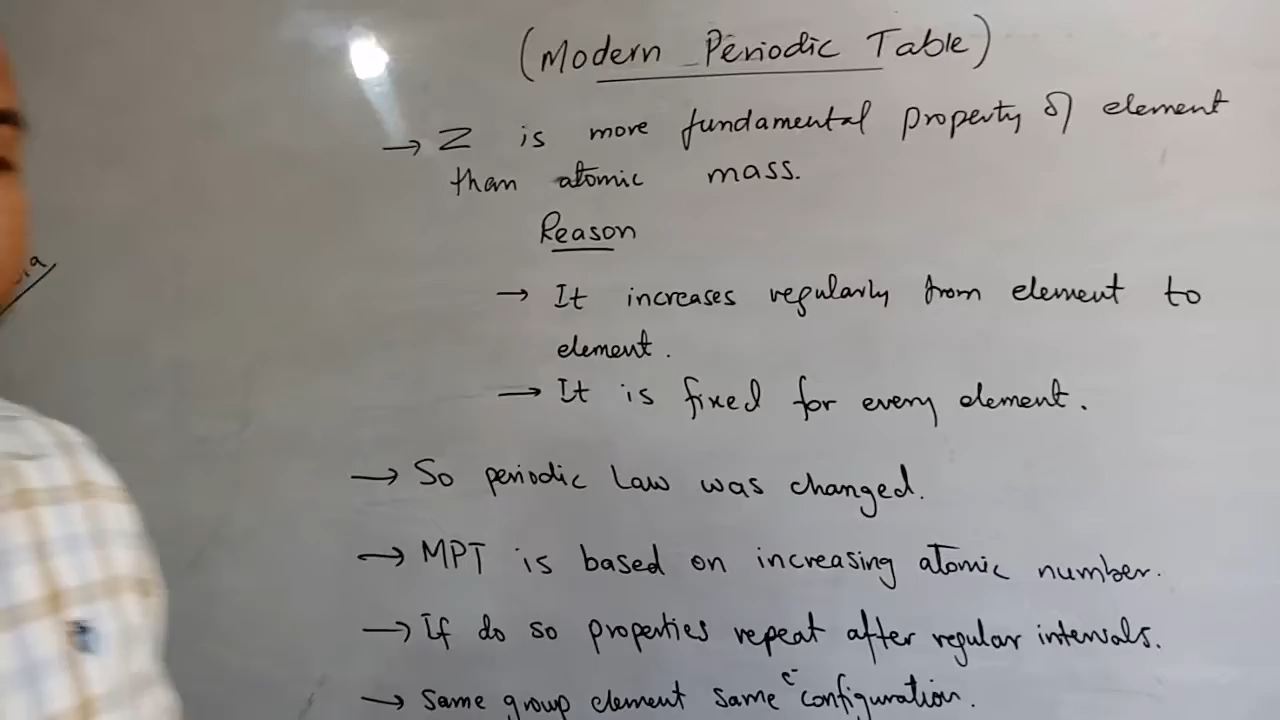 (Modern Periodic Table)
→ Z is more fundamental property of element
than atomic mass.
Reason
→ It increases regularly from element to
element.
→ It is fixed for every element.
→ So periodic Law was changed.
→ MPT is based on increasing atomic number.
→ If do so properties repeat after regular intervals.
→ Same group element same e⁻ configuration.